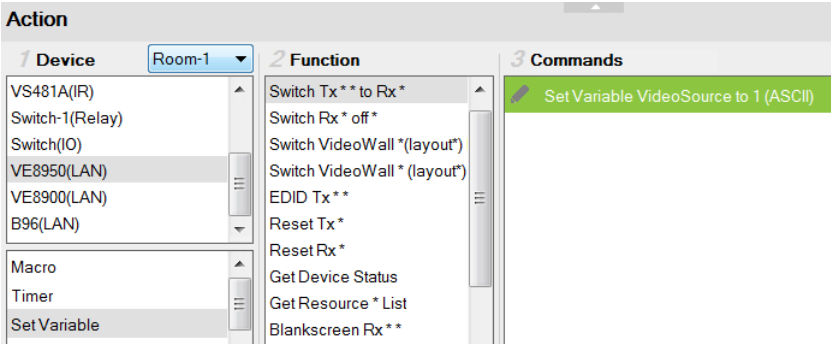 Action
1 Device
Room-1
2 Function
3 Commands
VS481A(IR)
Switch-1(Relay)
Switch(IO)
VE8950(LAN)
VE8900(LAN)
B96(LAN)
Macro
Timer
Set Variable
Switch Tx * * to Rx *
Switch Rx * off *
Switch VideoWall *(layout*)
Switch VideoWall * (layout*)
EDID Tx * *
Reset Tx *
Reset Rx *
Get Device Status
Get Resource * List
Blankscreen Rx * *
Set Variable VideoSource to 1 (ASCII)